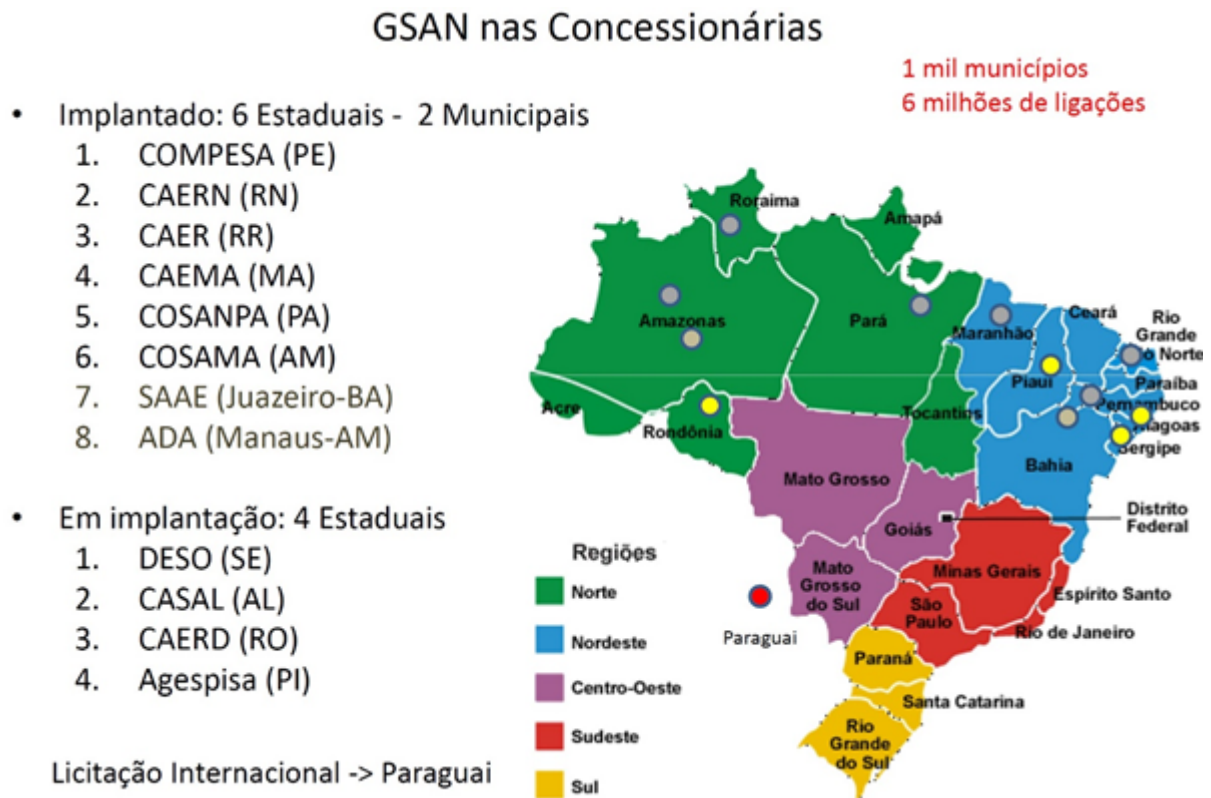 GSAN nas Concessionárias
1 mil municípios
6 milhões de ligações
• Implantado: 6 Estaduais - 2 Municipais
1. COMPESA (PE)
2. CAERN (RN)
3. CAER (RR)
4. CAEMA (MA)
5. COSANPA (PA)
6. COSAMA (AM)
7. SAAE (Juazeiro-BA)
8. ADA (Manaus-AM)
• Em implantação: 4 Estaduais
1. DESO (SE)
2. CASAL (AL)
3. CAERD (RO)
4. Agespisa (PI)
Licitação Internacional -> Paraguai
Roraima
Amapá
Amazonas
Pará
Maranhão
Ceará
Rio
Grande
o Norte
Piauí
Paraíba
Pernambuco
lagoas
Sergipe
Acre
Rondônia
Tocantins
Bahia
Mato Grosso
Goiás
Distrito
Federal
Mato
Grosso
do Sul
Minas Gerais
Espírito Santo
São
Paulo
Rio de Janeiro
Paraguai
Paraná
Santa Catarina
Rio
Grande
do Sul
Regiões
Norte
Nordeste
Centro-Oeste
Sudeste
Sul